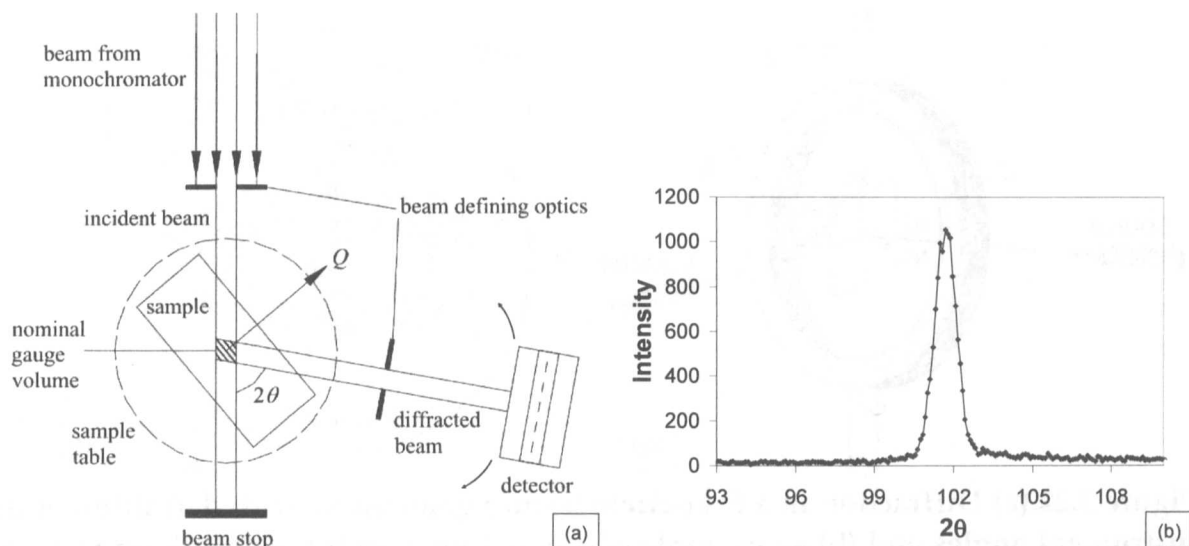 beam from
monochromator
incident beam
beam defining optics
Q
sample
nominal
gauge
volume
2θ
sample
table
diffracted
beam
detector
beam stop
(a)
1200
1000
800
600
400
200
0
Intensity
93
96
99
102
105
108
2θ
(b)